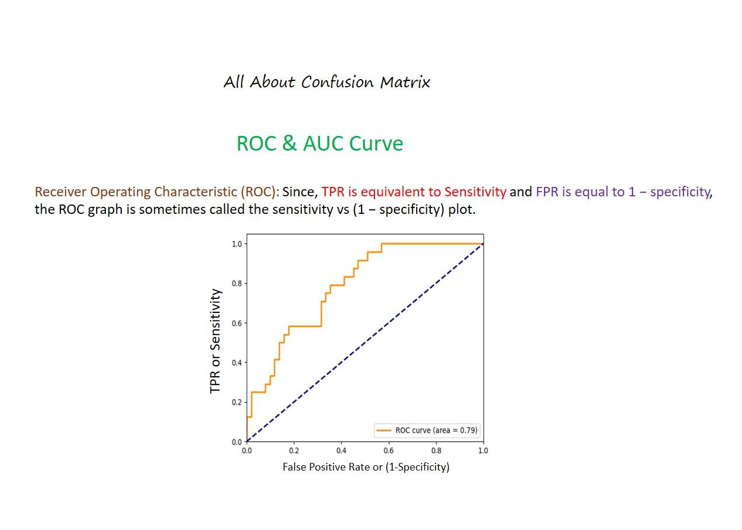 All About Confusion Matrix
ROC & AUC Curve
Receiver Operating Characteristic (ROC): Since, TPR is equivalent to Sensitivity and FPR is equal to 1 − specificity,
the ROC graph is sometimes called the sensitivity vs (1 − specificity) plot.
1.0
0.8
0.6
0.4
0.2
0.0
TPR or Sensitivity
ROC curve (area = 0.79)
0.0 0.2 0.4 0.6 0.8 1.0
False Positive Rate or (1-Specificity)